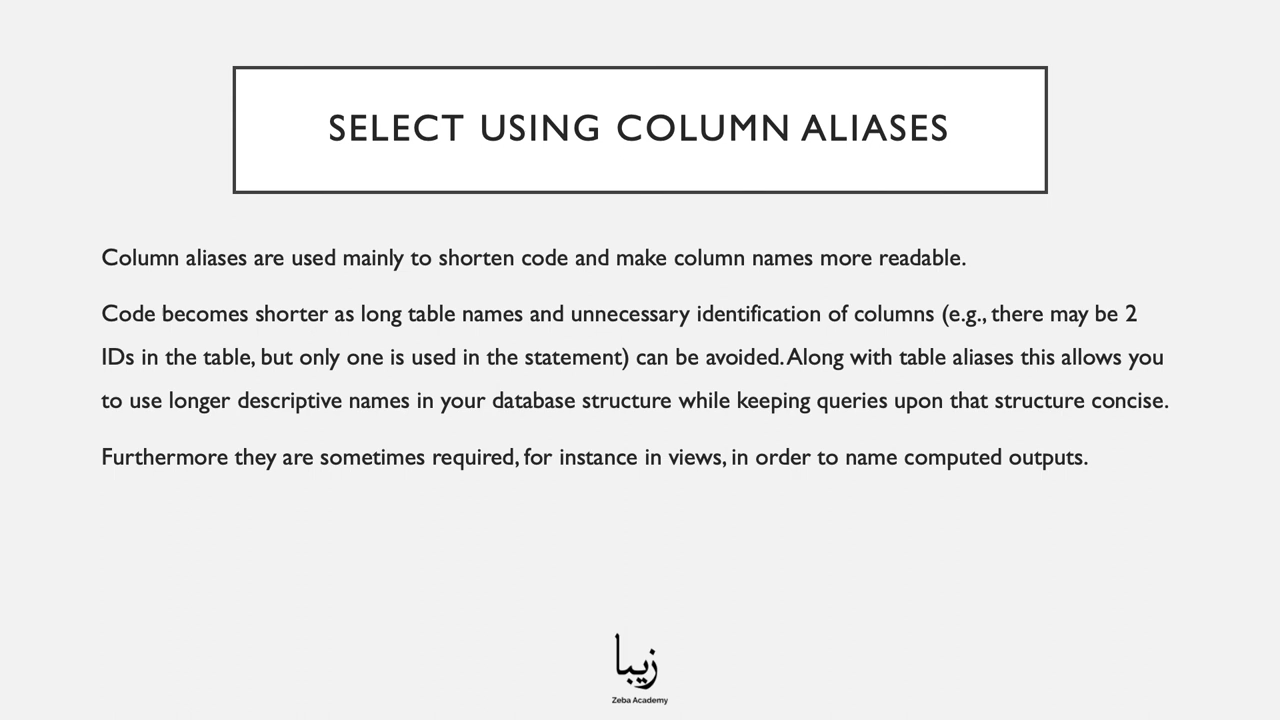 SELECT USING COLUMN ALIASES
Column aliases are used mainly to shorten code and make column names more readable.
Code becomes shorter as long table names and unnecessary identification of columns (e.g., there may be 2
IDs in the table, but only one is used in the statement) can be avoided. Along with table aliases this allows you
to use longer descriptive names in your database structure while keeping queries upon that structure concise.
Furthermore they are sometimes required, for instance in views, in order to name computed outputs.
زیبا
Zeba Academy